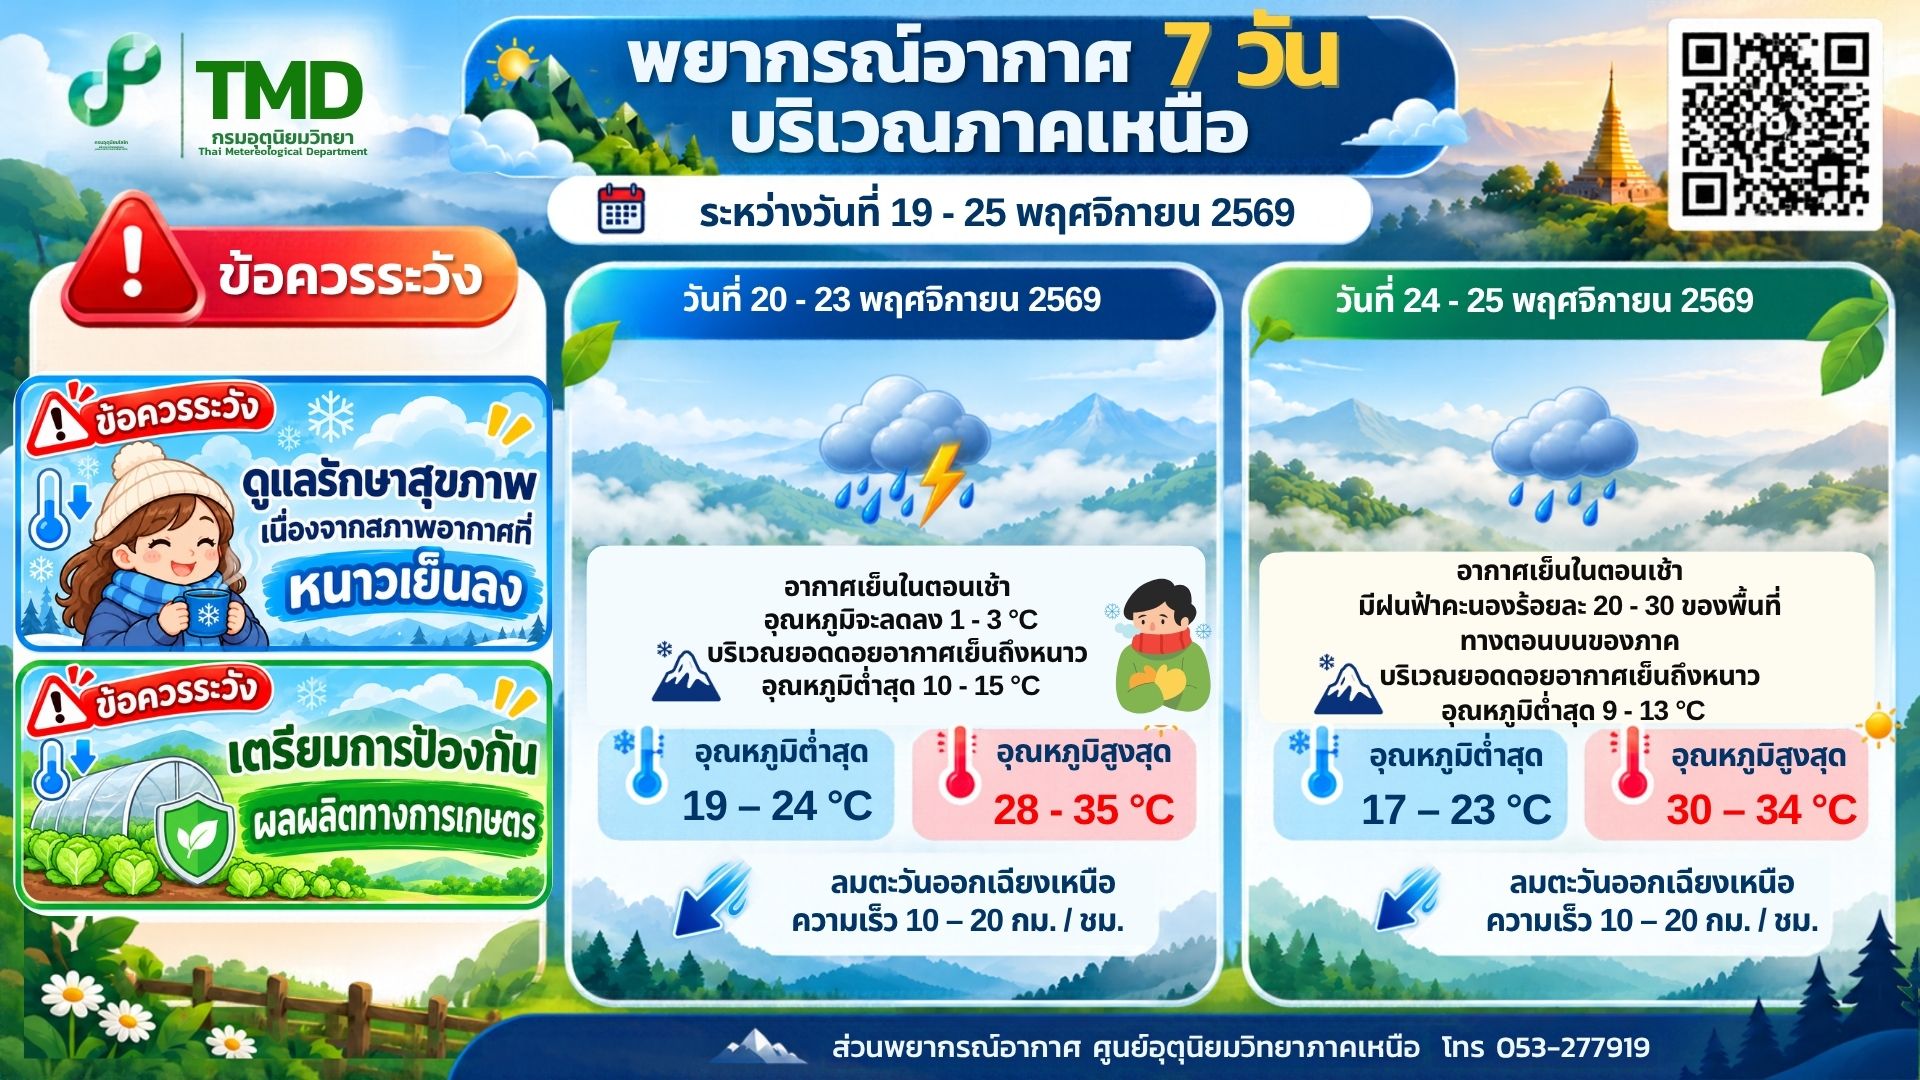 TMD
กรมอุตุนิยมวิทยา
Thai Metereological Department
พยากรณ์อากาศ 7 วัน
บริเวณภาคเหนือ
ระหว่างวันที่ 19 - 25 พฤศจิกายน 2569
ข้อควรระวัง
ข้อควรระวัง
ดูแลรักษาสุขภาพ
เนื่องจากสภาพอากาศที่
หนาวเย็นลง
ข้อควรระวัง
เตรียมการป้องกัน
ผลผลิตทางการเกษตร
วันที่ 20 - 23 พฤศจิกายน 2569
อากาศเย็นในตอนเช้า
อุณหภูมิจะลดลง 1 - 3 °C
บริเวณยอดดอยอากาศเย็นถึงหนาว
อุณหภูมิต่ำสุด 10 - 15 °C
อุณหภูมิต่ำสุด
19 – 24 °C
อุณหภูมิสูงสุด
28 - 35 °C
ลมตะวันออกเฉียงเหนือ
ความเร็ว 10 – 20 กม. / ชม.
วันที่ 24 - 25 พฤศจิกายน 2569
อากาศเย็นในตอนเช้า
มีฝนฟ้าคะนองร้อยละ 20 - 30 ของพื้นที่
ทางตอนบนของภาค
บริเวณยอดดอยอากาศเย็นถึงหนาว
อุณหภูมิต่ำสุด 9 - 13 °C
อุณหภูมิต่ำสุด
17 – 23 °C
อุณหภูมิสูงสุด
30 – 34 °C
ลมตะวันออกเฉียงเหนือ
ความเร็ว 10 – 20 กม. / ชม.
ส่วนพยากรณ์อากาศ ศูนย์อุตุนิยมวิทยาภาคเหนือ โทร 053-277919